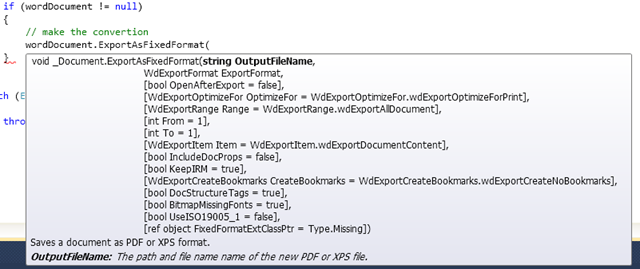 if (wordDocument != null)
{
// make the convertion
wordDocument.ExportAsFixedFormat(
}
void _Document.ExportAsFixedFormat(string OutputFileName,
WdExportFormat ExportFormat,
[bool OpenAfterExport = false],
[WdExportOptimizeFor OptimizeFor = WdExportOptimizeFor.wdExportOptimizeForPrint],
[WdExportRange Range = WdExportRange.wdExportAllDocument],
[int From = 1],
[int To = 1],
[WdExportItem Item = WdExportItem.wdExportDocumentContent],
[bool IncludeDocProps = false],
[bool KeepIRM = true],
[WdExportCreateBookmarks CreateBookmarks = WdExportCreateBookmarks.wdExportCreateNoBookmarks],
ch (E
[bool DocStructureTags = true],
[bool BitmapMissingFonts = true],
thro
[bool UseISO19005_1 = false],
[ref object FixedFormatExtClassPtr = Type.Missing])
Saves a document as PDF or XPS format.
OutputFileName: The path and file name name of the new PDF or XPS file.